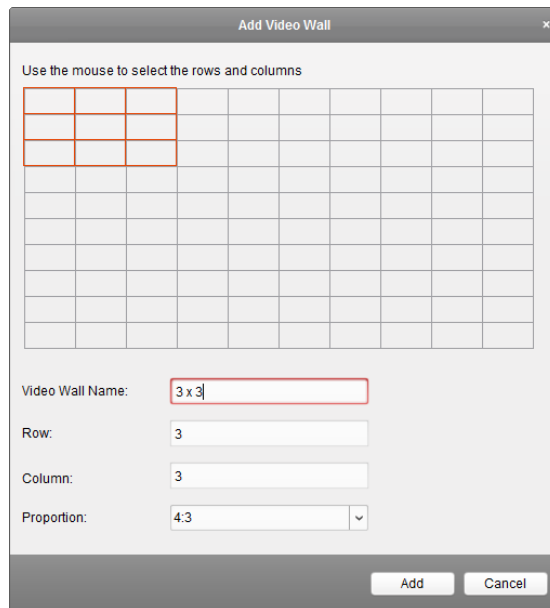 Add Video Wall ×
Use the mouse to select the rows and columns
Video Wall Name: 3 x 3
Row: 3
Column: 3
Proportion: 4:3
Add Cancel